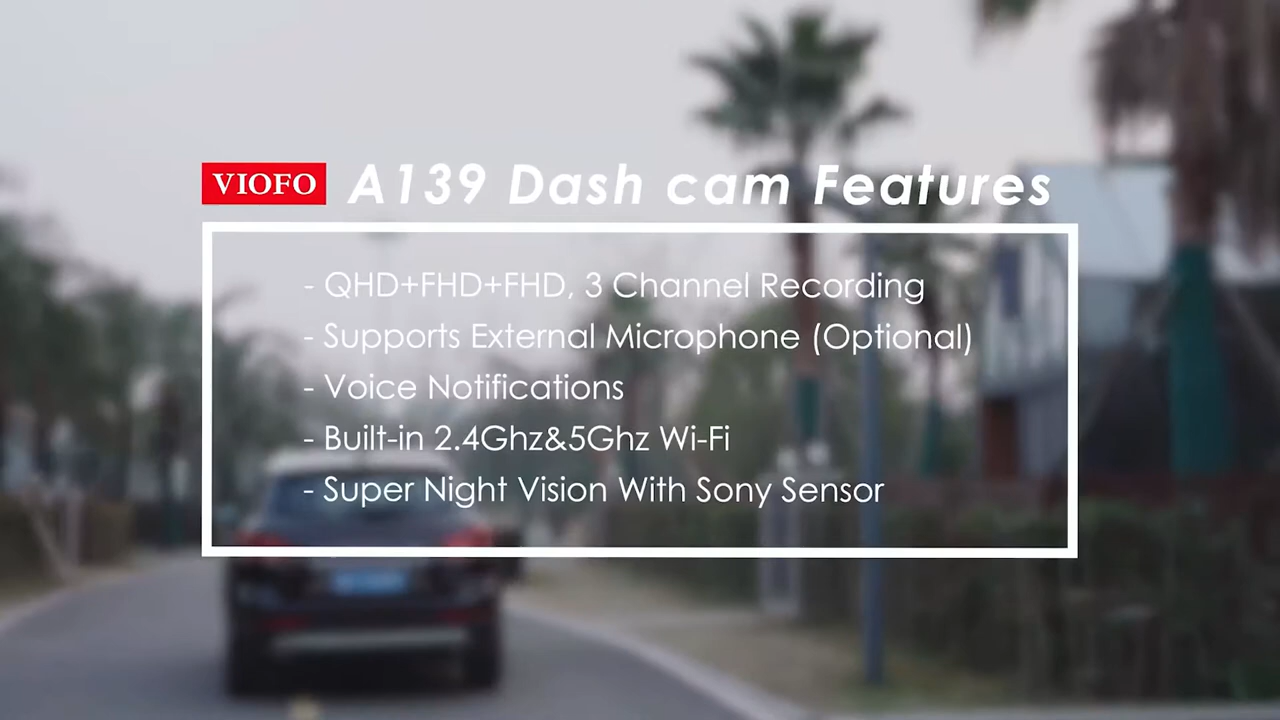 VIOFO A139 Dash cam Features
- QHD+FHD+FHD, 3 Channel Recording
- Supports External Microphone (Optional)
- Voice Notifications
- Built-in 2.4Ghz&5Ghz Wi-Fi
- Super Night Vision With Sony Sensor